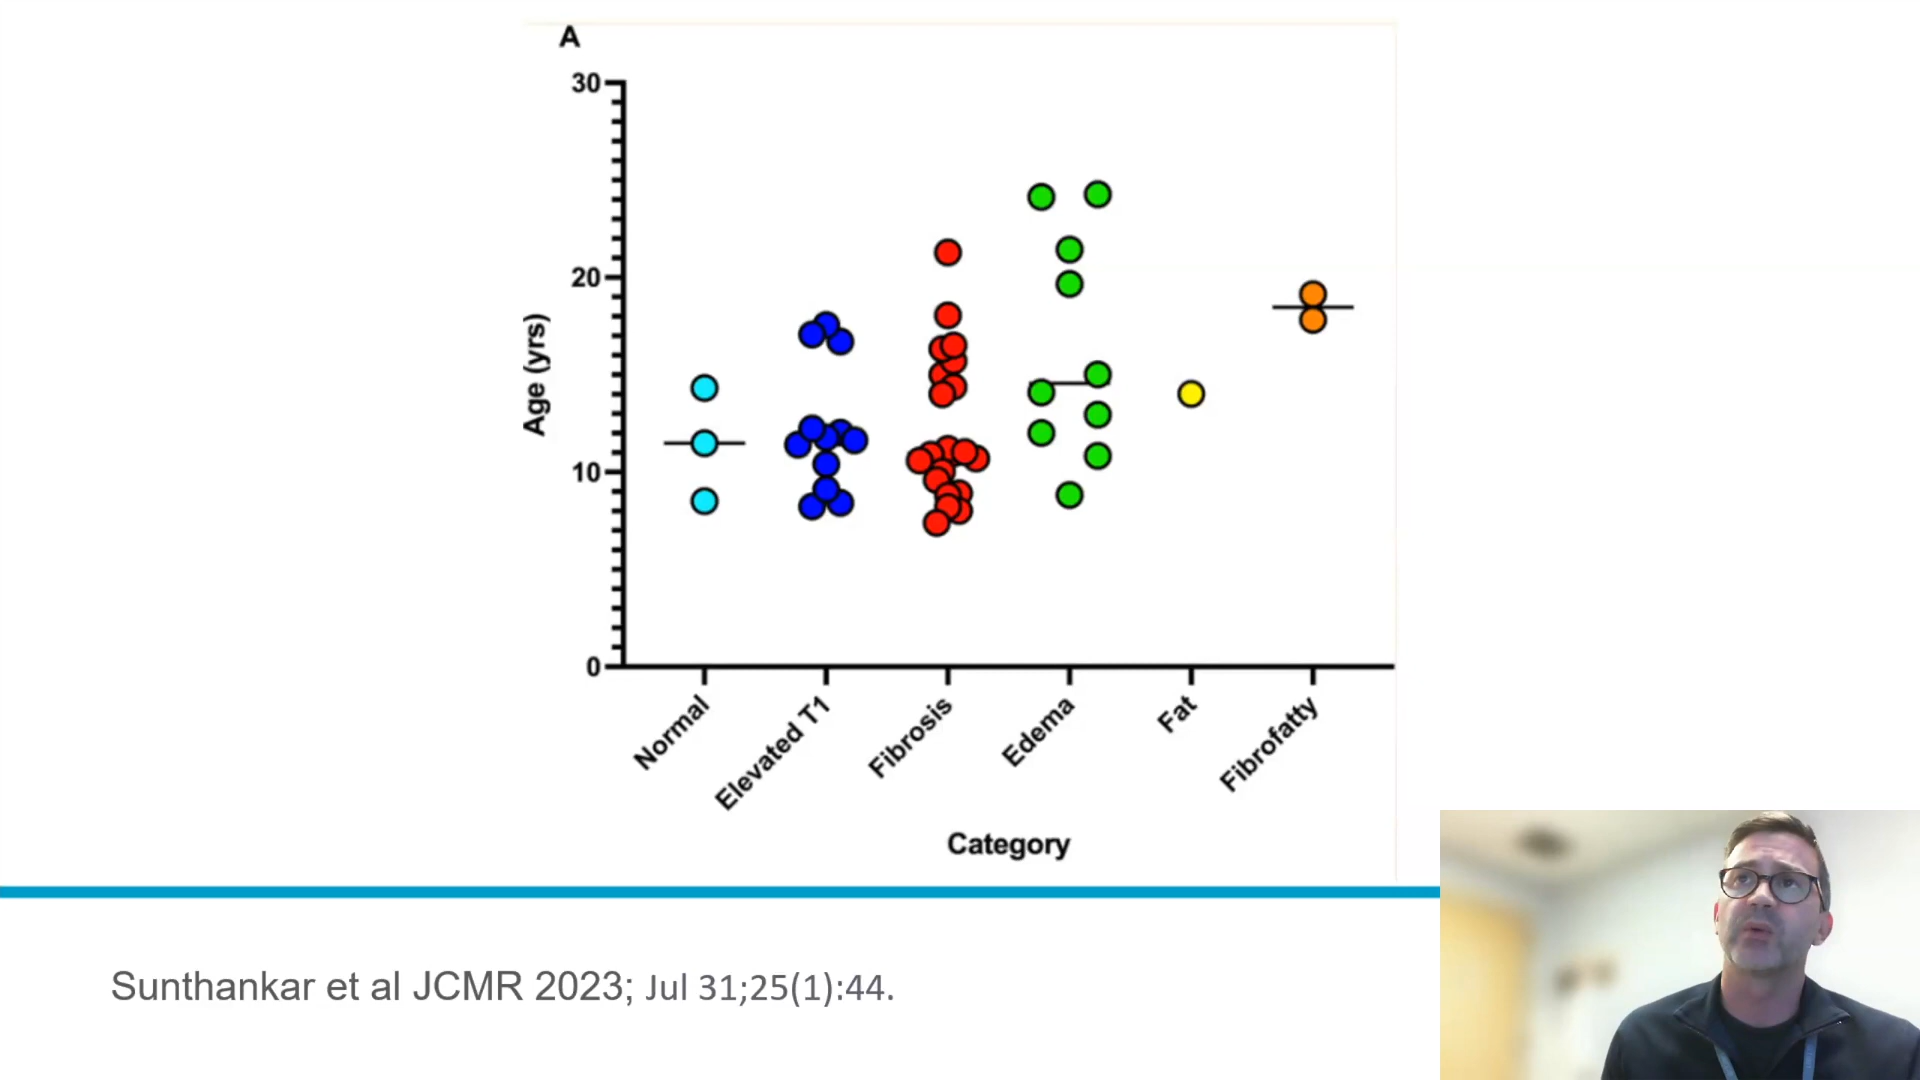 A
30
20
10
0
Age (yrs)
Normal
Elevated T1
Fibrosis
Edema
Fat
Fibrofatty
Category
Sunthankar et al JCMR 2023; Jul 31;25(1):44.